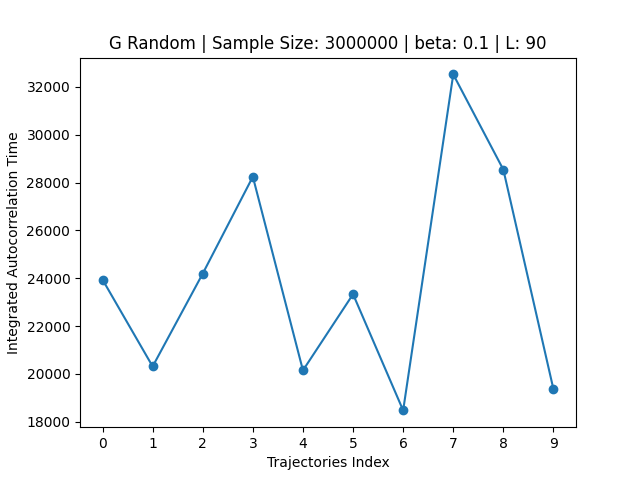 G Random | Sample Size: 3000000 | beta: 0.1 | L: 90
Integrated Autocorrelation Time
32000
30000
28000
26000
24000
22000
20000
18000
0 1 2 3 4 5 6 7 8 9
Trajectories Index